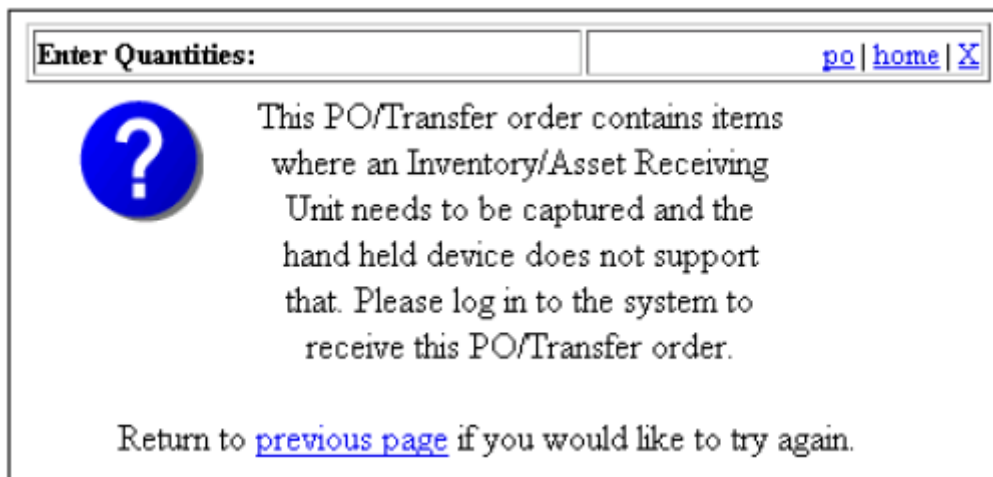 Enter Quantities: po | home | X
?
This PO/Transfer order contains items
where an Inventory/Asset Receiving
Unit needs to be captured and the
hand held device does not support
that. Please log in to the system to
receive this PO/Transfer order.
Return to previous page if you would like to try again.